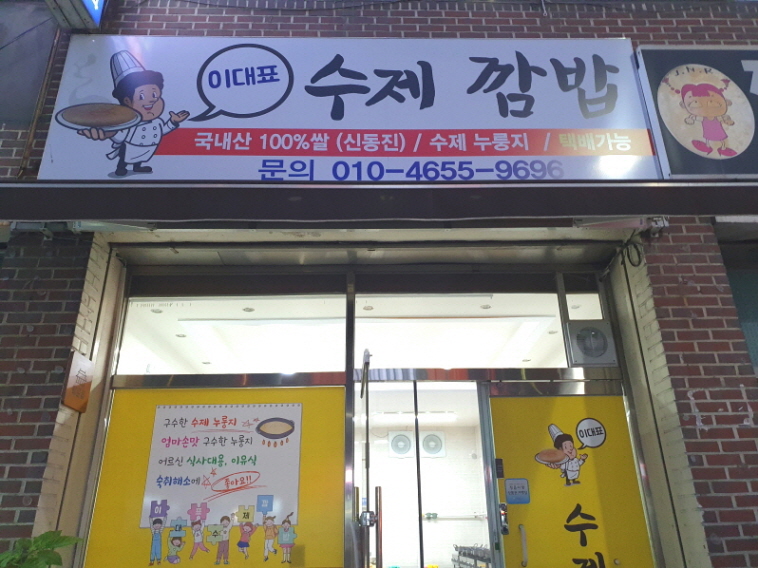 이대표
수제 깜밥
국내산 100%쌀 (신동진) / 수제 누룽지 / 택배가능
문의 010-4655-9696
구수한 수제 누룽지
엄마손맛 구수한 누룽지
어르신 식사대용, 이유식
숙취해소에 좋아요!!
이대표
수제